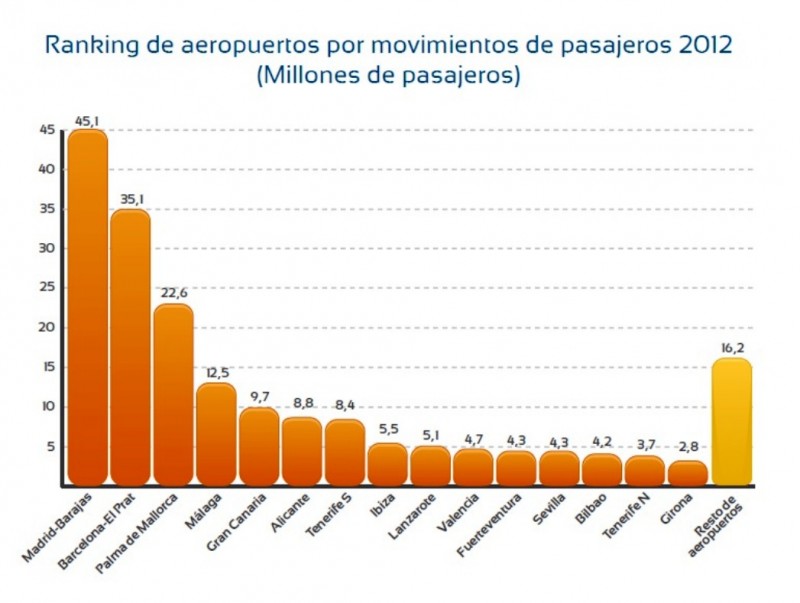 Ranking de aeropuertos por movimientos de pasajeros 2012
(Millones de pasajeros)
45
40
35
30
25
20
15
10
5
45,1
35,1
22,6
12,5
9,7
8,8
8,4
5,5
5,1
4,7
4,3
4,3
4,2
3,7
2,8
16,2
Madrid-Barajas
Barcelona-El Prat
Palma de Mallorca
Málaga
Gran Canaria
Alicante
Tenerife S
Ibiza
Lanzarote
Valencia
Fuerteventura
Sevilla
Bilbao
Tenerife N
Girona
Resto de
aeropuertos